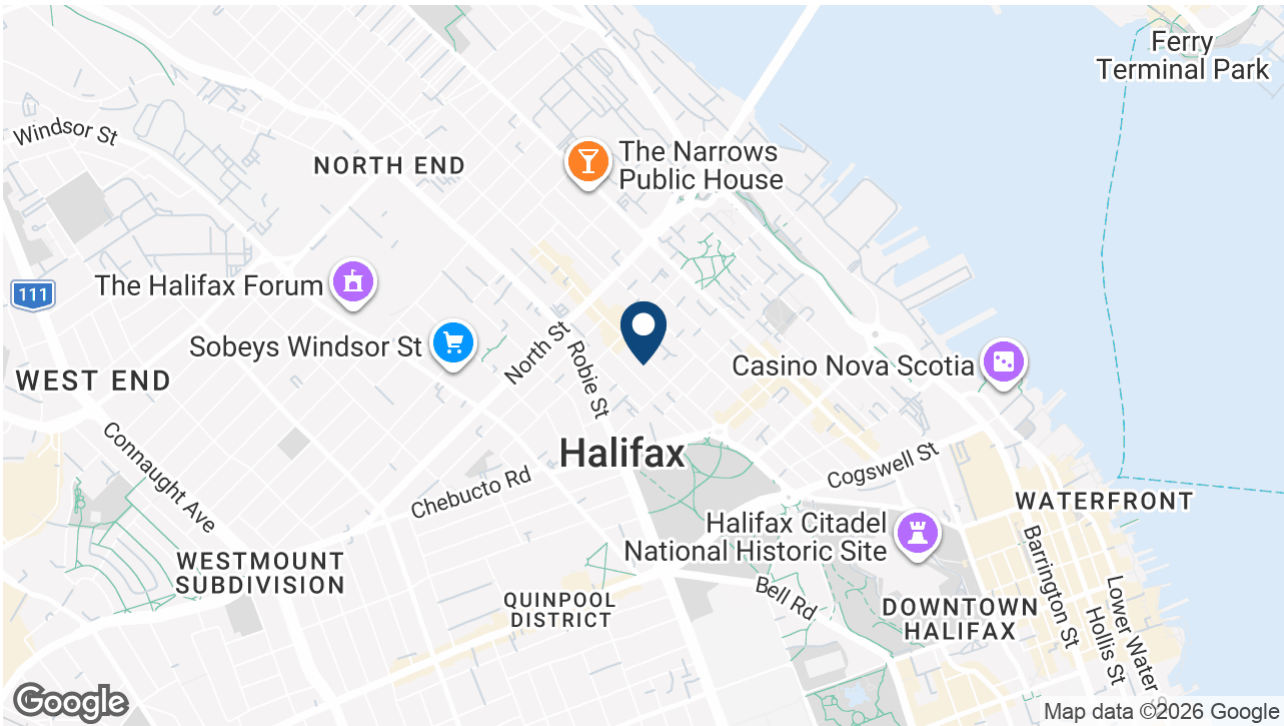 Ferry
Terminal Park
Windsor St
NORTH END
The Narrows
Public House
111
The Halifax Forum
Sobeys Windsor St
North St
Robie St
Casino Nova Scotia
WEST END
Connaught Ave
Halifax
Chebucto Rd
Cogswell St
WATERFRONT
Halifax Citadel
National Historic Site
WESTMOUNT
SUBDIVISION
Barrington St
Bell Rd
QUINPOOL
DISTRICT
DOWNTOWN
HALIFAX
Hollis St
Lower Water
Google
Map data ©2026 Google